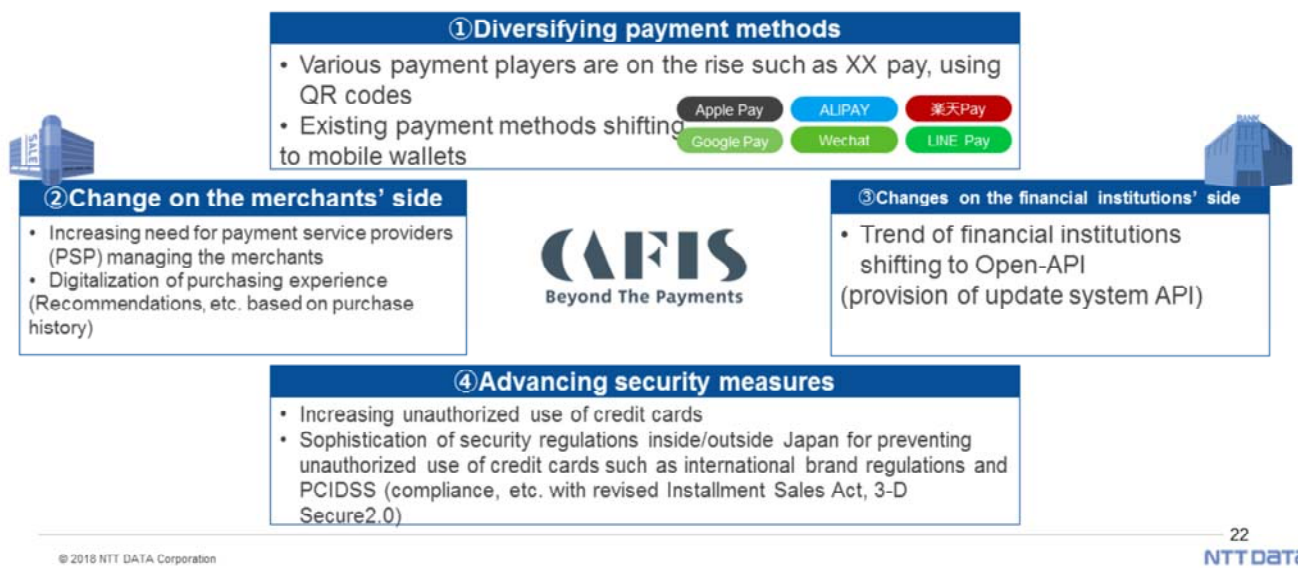 ①Diversifying payment methods
• Various payment players are on the rise such as XX pay, using
QR codes
• Existing payment methods shifting
to mobile wallets
Apple Pay
ALIPAY
楽天Pay
Google Pay
Wechat
LINE Pay
SALE
BANK
②Change on the merchants' side
• Increasing need for payment service providers
(PSP) managing the merchants
• Digitalization of purchasing experience
(Recommendations, etc. based on purchase
history)
CAFIS
Beyond The Payments
③Changes on the financial institutions' side
• Trend of financial institutions
shifting to Open-API
(provision of update system API)
④Advancing security measures
• Increasing unauthorized use of credit cards
• Sophistication of security regulations inside/outside Japan for preventing
unauthorized use of credit cards such as international brand regulations and
PCIDSS (compliance, etc. with revised Installment Sales Act, 3-D
Secure2.0)
22
© 2018 NTT DATA Corporation
NTT DATA